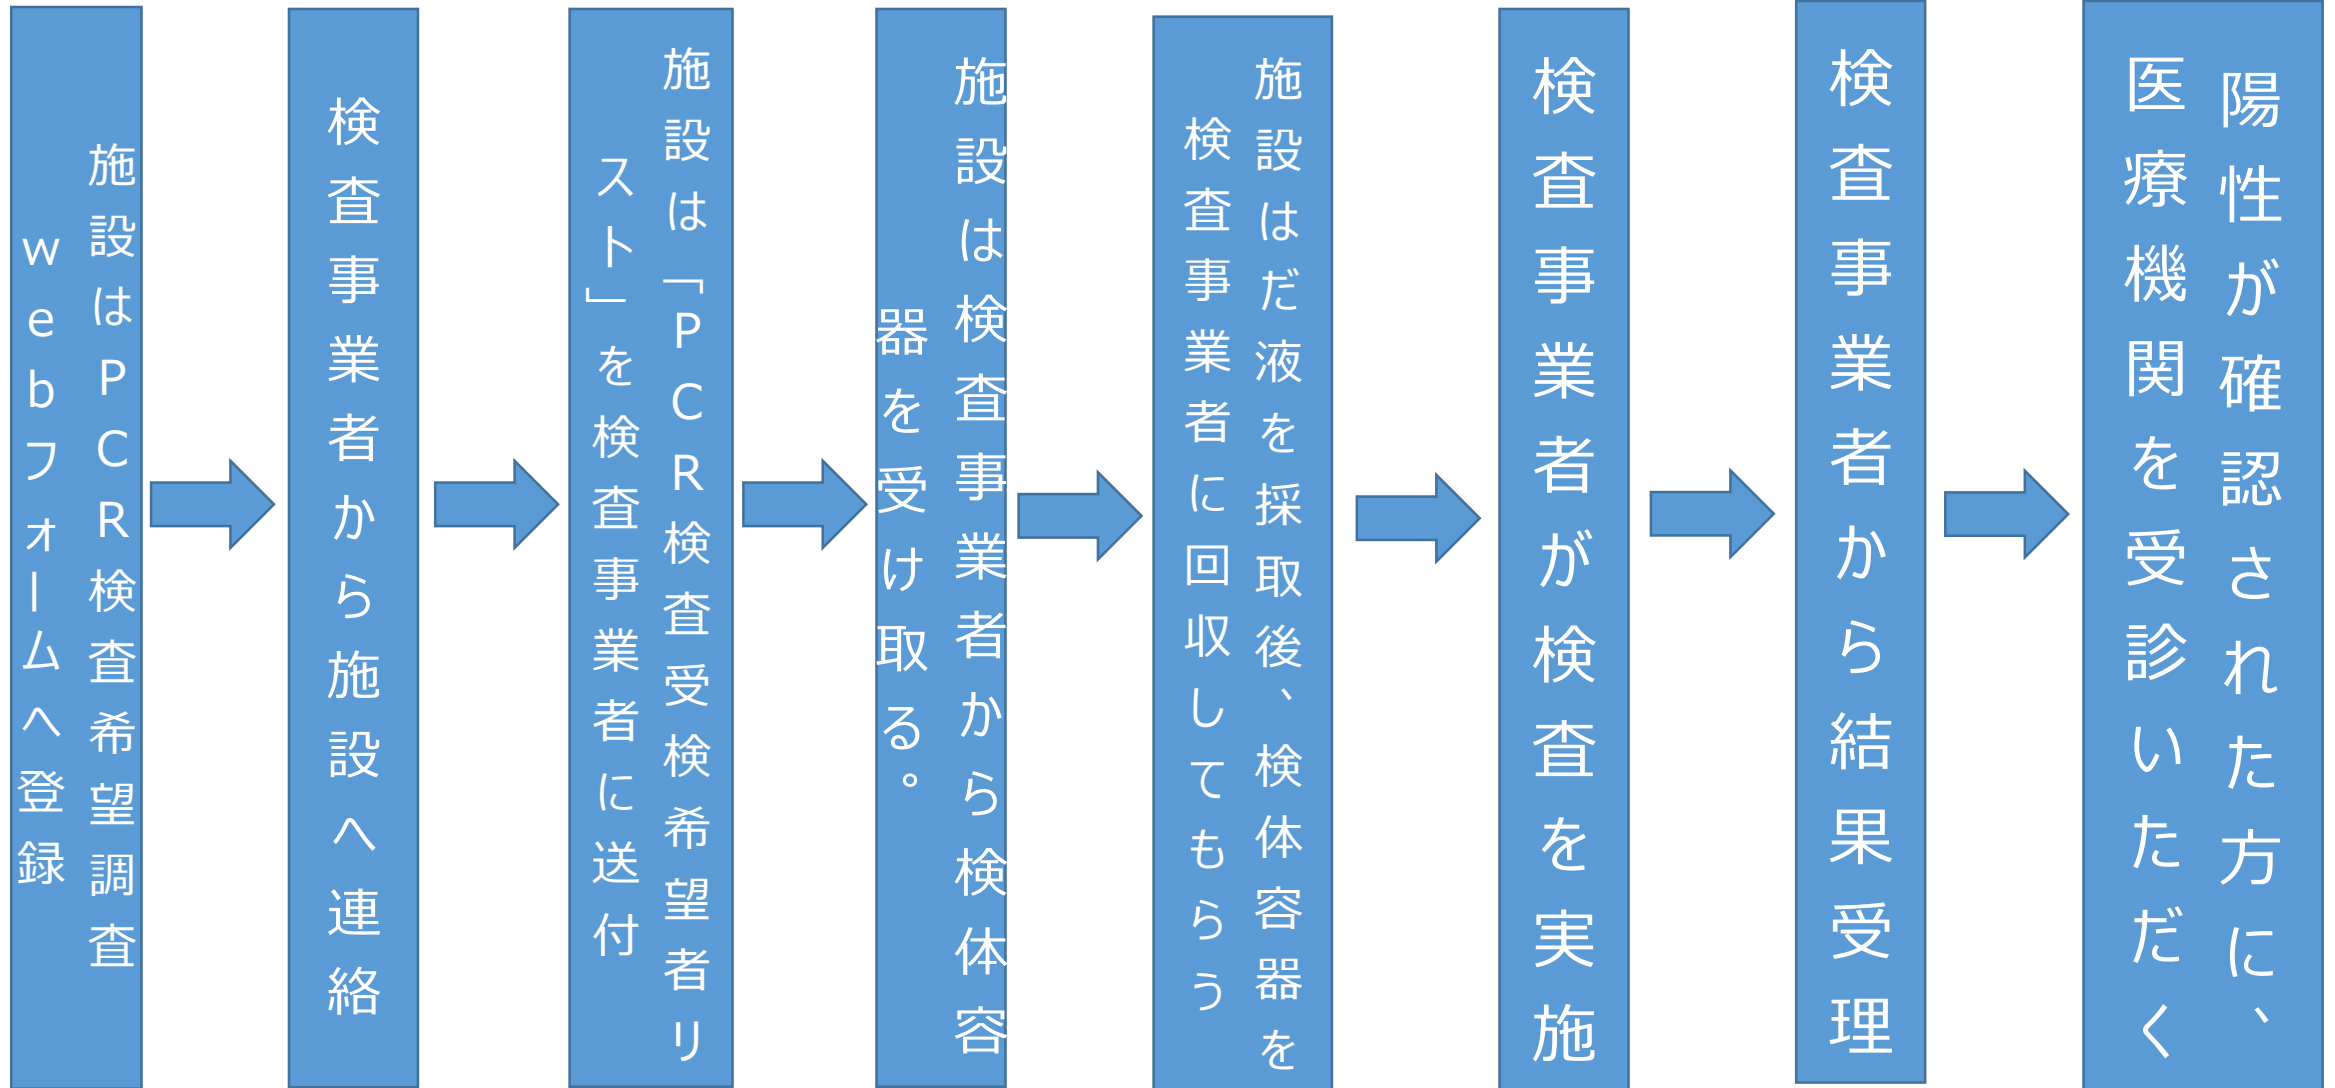 施設はPCR検査希望調査
webフォームへ登録
検査事業者から施設へ連絡
施設は「PCR検査受検希望者リ
スト」を検査事業者に送付
施設は検査事業者から検体容
器を受け取る。
施設はだ液を採取後、検体容器を
検査事業者に回収してもらう
検査事業者が検査を実施
検査事業者から結果受理
陽性が確認された方に、
医療機関を受診いただく